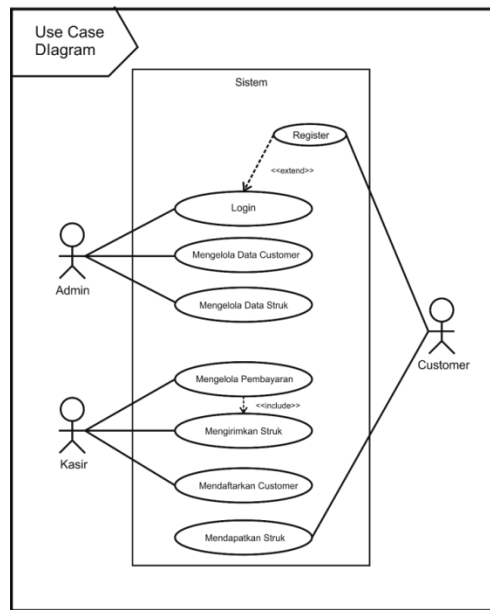 Use Case
DIagram
Sistem
Register
<<extend>>
Login
Mengelola Data Customer
Admin
Mengelola Data Struk
Customer
Mengelola Pembayaran
<<include>>
Mengirimkan Struk
Kasir
Mendaftarkan Customer
Mendapatkan Struk